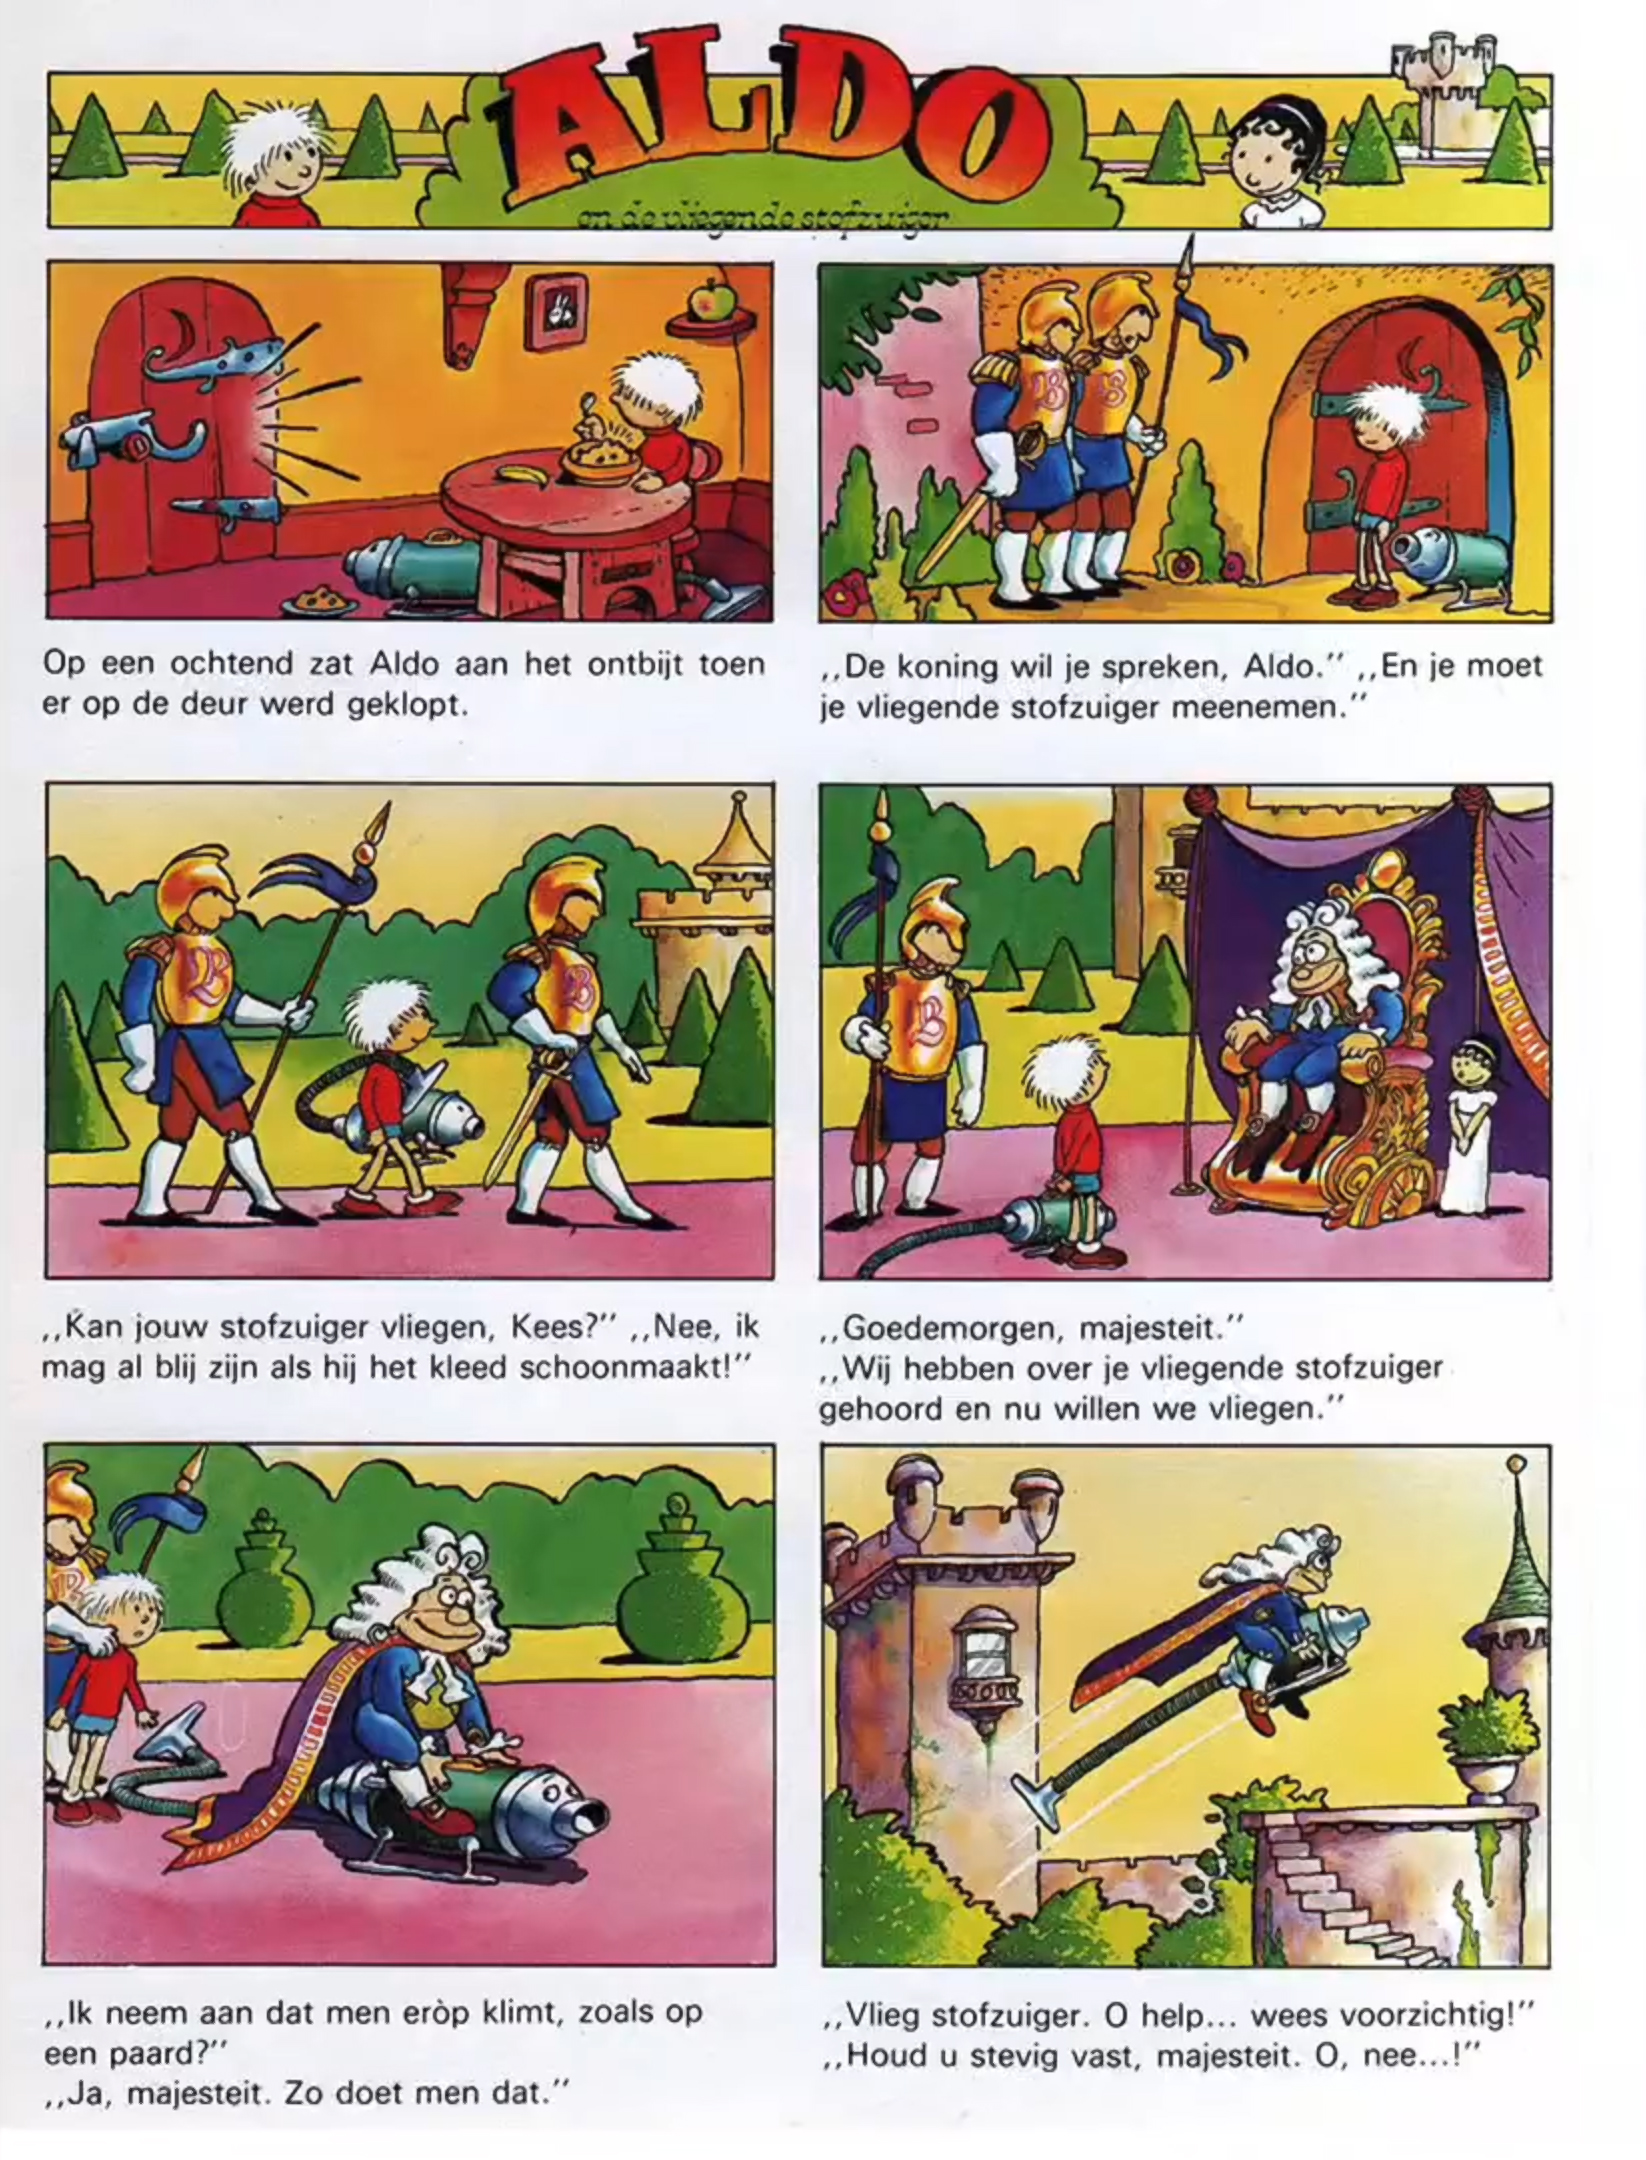 ALDO
en de vliegende stofzuiger
Op een ochtend zat Aldo aan het ontbijt toen
er op de deur werd geklopt.
,,De koning wil je spreken, Aldo.” ,,En je moet
je vliegende stofzuiger meenemen.”
B B
,,Kan jouw stofzuiger vliegen, Kees?” ,,Nee, ik
mag al blij zijn als hij het kleed schoonmaakt!”
B B
,,Goedemorgen, majesteit.”
,,Wij hebben over je vliegende stofzuiger
gehoord en nu willen we vliegen.”
B
,,Ik neem aan dat men eròp klimt, zoals op
een paard?”
,,Ja, majesteit. Zo doet men dat.”
B
,,Vlieg stofzuiger. O help... wees voorzichtig!”
,,Houd u stevig vast, majesteit. O, nee...!”